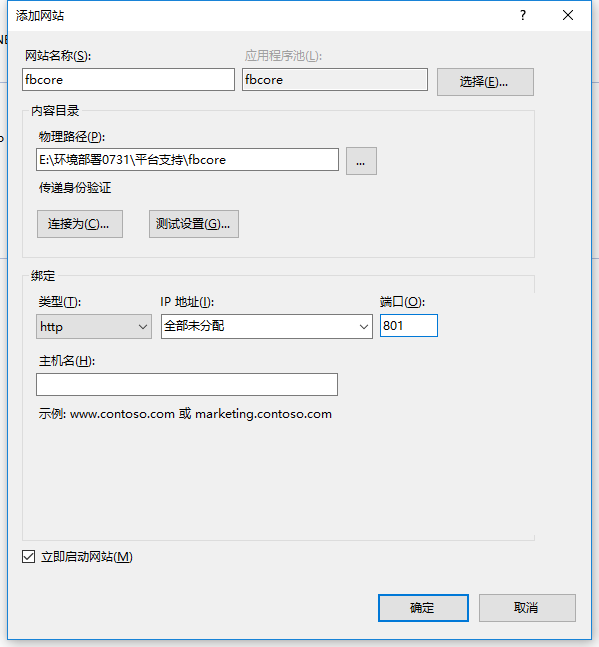 添加网站
?
网站名称(S):
应用程序池(L):
fbcore
fbcore
选择(E)...
内容目录
物理路径(P):
E:\环境部署0731\平台支持\fbcore
...
传递身份验证
连接为(C)...
测试设置(G)...
绑定
类型(T):
IP 地址(I):
端口(O):
http
全部未分配
801
主机名(H):
示例: www.contoso.com 或 marketing.contoso.com
立即启动网站(M)
确定
取消